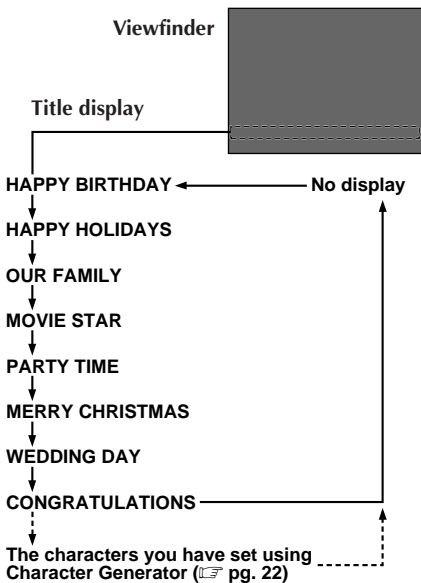 Viewfinder
Title display
HAPPY BIRTHDAY
No display
HAPPY HOLIDAYS
OUR FAMILY
MOVIE STAR
PARTY TIME
MERRY CHRISTMAS
WEDDING DAY
CONGRATULATIONS
The characters you have set using
Character Generator (☞ pg. 22)